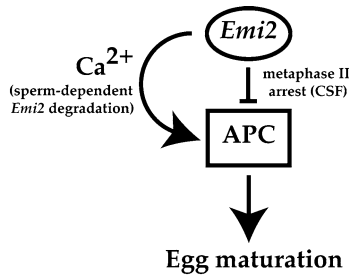 Emi2
Ca2+
(sperm-dependent
Emi2 degradation)
metaphase II
arrest (CSF)
APC
Egg maturation